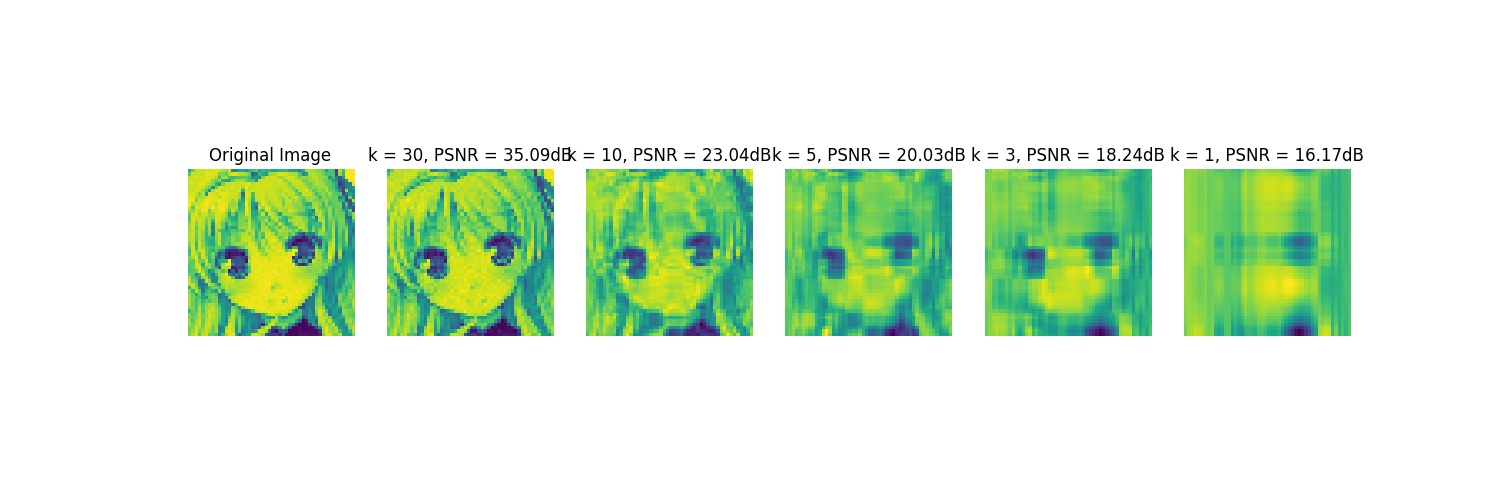 Original Image
k = 30, PSNR = 35.09dB
k = 10, PSNR = 23.04dB
k = 5, PSNR = 20.03dB
k = 3, PSNR = 18.24dB
k = 1, PSNR = 16.17dB